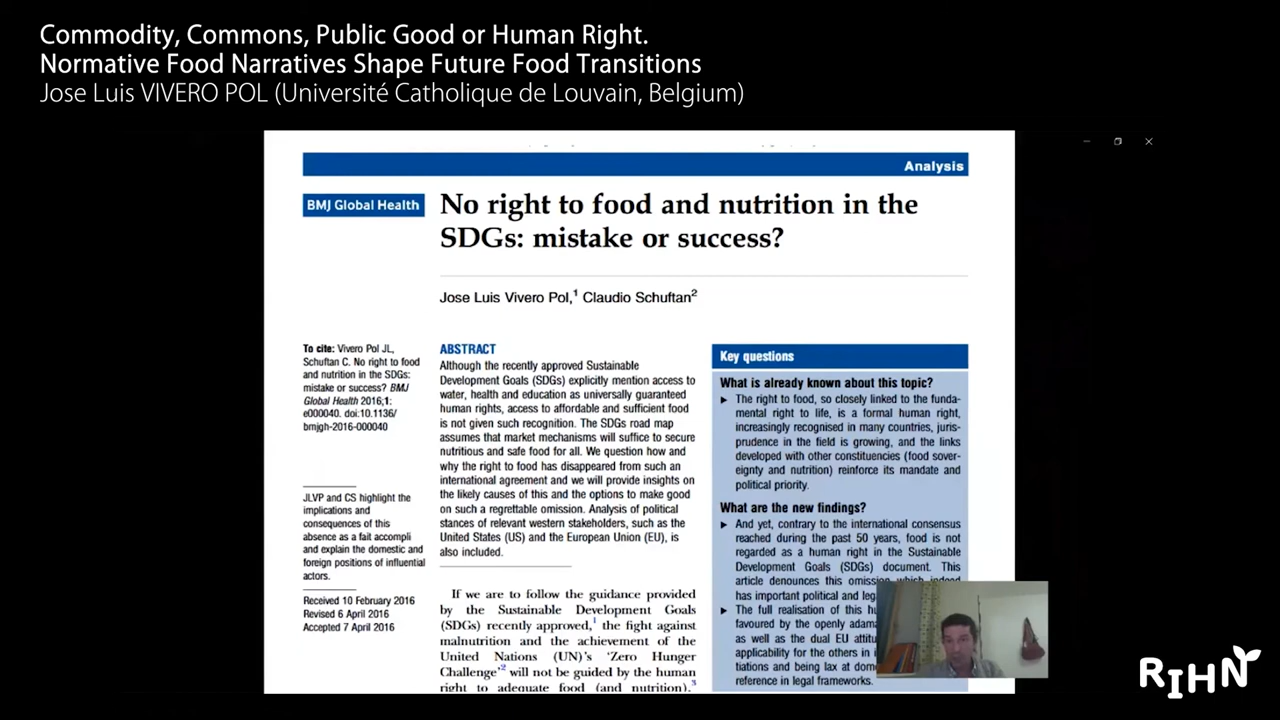 Commodity, Commons, Public Good or Human Right.
Normative Food Narratives Shape Future Food Transitions
Jose Luis VIVERO POL (Université Catholique de Louvain, Belgium)
Analysis
BMJ Global Health
No right to food and nutrition in the
SDGs: mistake or success?
Jose Luis Vivero Pol,1 Claudio Schuftan2
To cite: Vivero Pol JL,
Schuftan C. No right to food
and nutrition in the SDGs:
mistake or success? BMJ
Global Health 2016;1:
e000040. doi:10.1136/
bmjgh-2016-000040
JLVP and CS highlight the
implications and
consequences of this
absence as a fait accompli
and explain the domestic and
foreign positions of influential
actors.
Received 10 February 2016
Revised 6 April 2016
Accepted 7 April 2016
ABSTRACT
Although the recently approved Sustainable
Development Goals (SDGs) explicitly mention access to
water, health and education as universally guaranteed
human rights, access to affordable and sufficient food
is not given such recognition. The SDGs road map
assumes that market mechanisms will suffice to secure
nutritious and safe food for all. We question how and
why the right to food has disappeared from such an
international agreement and we will provide insights on
the likely causes of this and the options to make good
on such a regrettable omission. Analysis of political
stances of relevant western stakeholders, such as the
United States (US) and the European Union (EU), is
also included.
If we are to follow the guidance provided
by the Sustainable Development Goals
(SDGs) recently approved,1 the fight against
malnutrition and the achievement of the
United Nations (UN)'s 'Zero Hunger
Challenge'2 will not be guided by the human
right to adequate food (and nutrition).3
Key questions
What is already known about this topic?
▶ The right to food, so closely linked to the funda-
mental right to life, is a formal human right,
increasingly recognised in many countries, juris-
prudence in the field is growing, and the links
developed with other constituencies (food sover-
eignty and nutrition) reinforce its mandate and
political priority.
What are the new findings?
▶ And yet, contrary to the international consensus
reached during the past 50 years, food is not
regarded as a human right in the Sustainable
Development Goals (SDGs) document. This
article denounces this omission which indeed
has important political and
▶ The full realisation of this
favoured by the openly
as well as the dual EU
applicability for the others in
tiations and being lax at
reference in legal frameworks.
RIHN